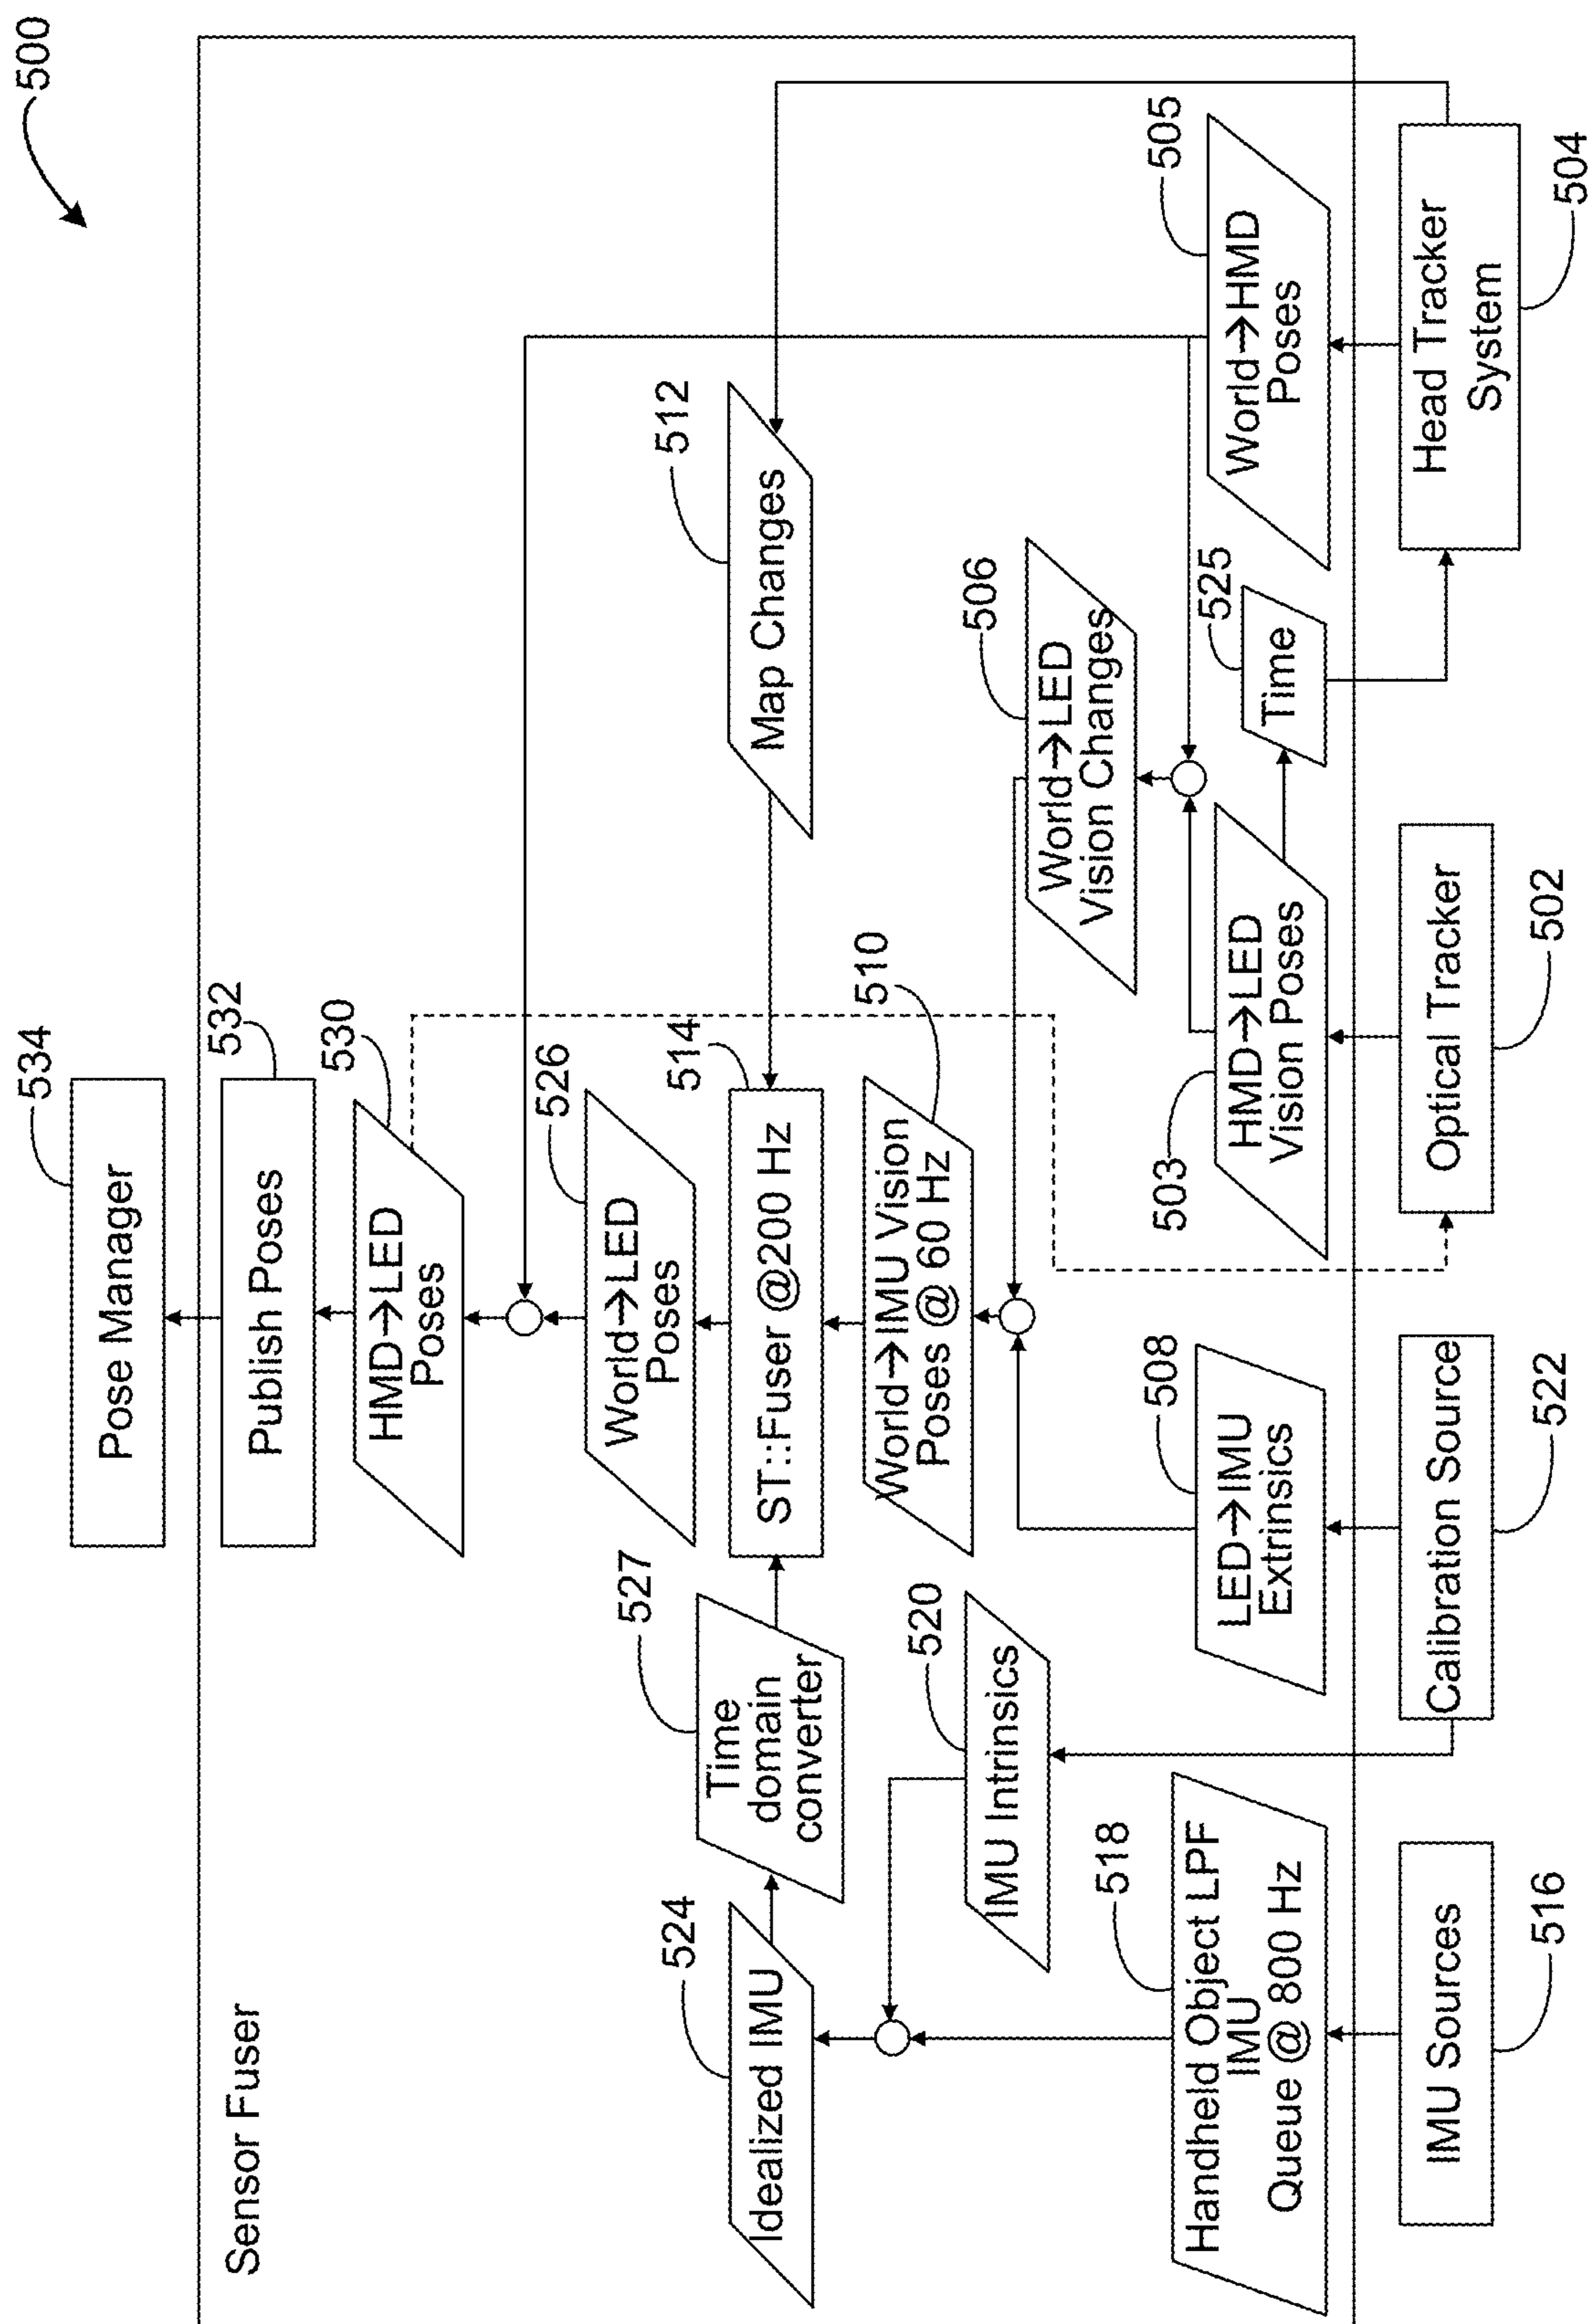 500
534
Pose Manager
Sensor Fuser
532
Publish Poses
530
HMD→LED
Poses
526
World→LED
Poses
512
Map Changes
514
ST::Fuser @200 Hz
527
Time
domain
converter
524
Idealized IMU
510
World→IMU Vision
Poses @ 60 Hz
506
World→LED
Vision Changes
520
IMU Intrinsics
518
Handheld Object LPF
IMU
Queue @ 800 Hz
508
LED→IMU
Extrinsics
503
HMD→LED
Vision Poses
525
Time
505
World→HMD
Poses
IMU Sources
516
Calibration Source
522
Optical Tracker
502
Head Tracker
System
504